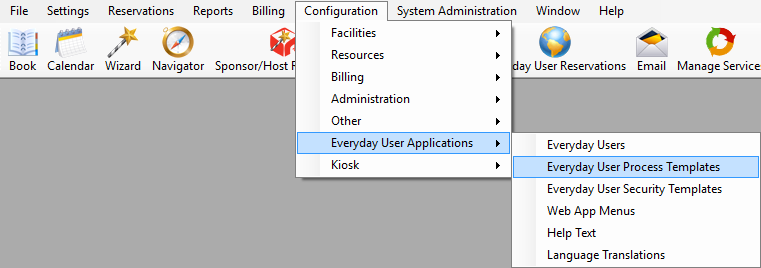 File Settings Reservations Reports Billing Configuration System Administration Window Help
Book Calendar Wizard Navigator Sponsor/Host day User Reservations Email Manage Service
Facilities
Resources
Billing
Administration
Other
Everyday User Applications
Kiosk
Everyday Users
Everyday User Process Templates
Everyday User Security Templates
Web App Menus
Help Text
Language Translations